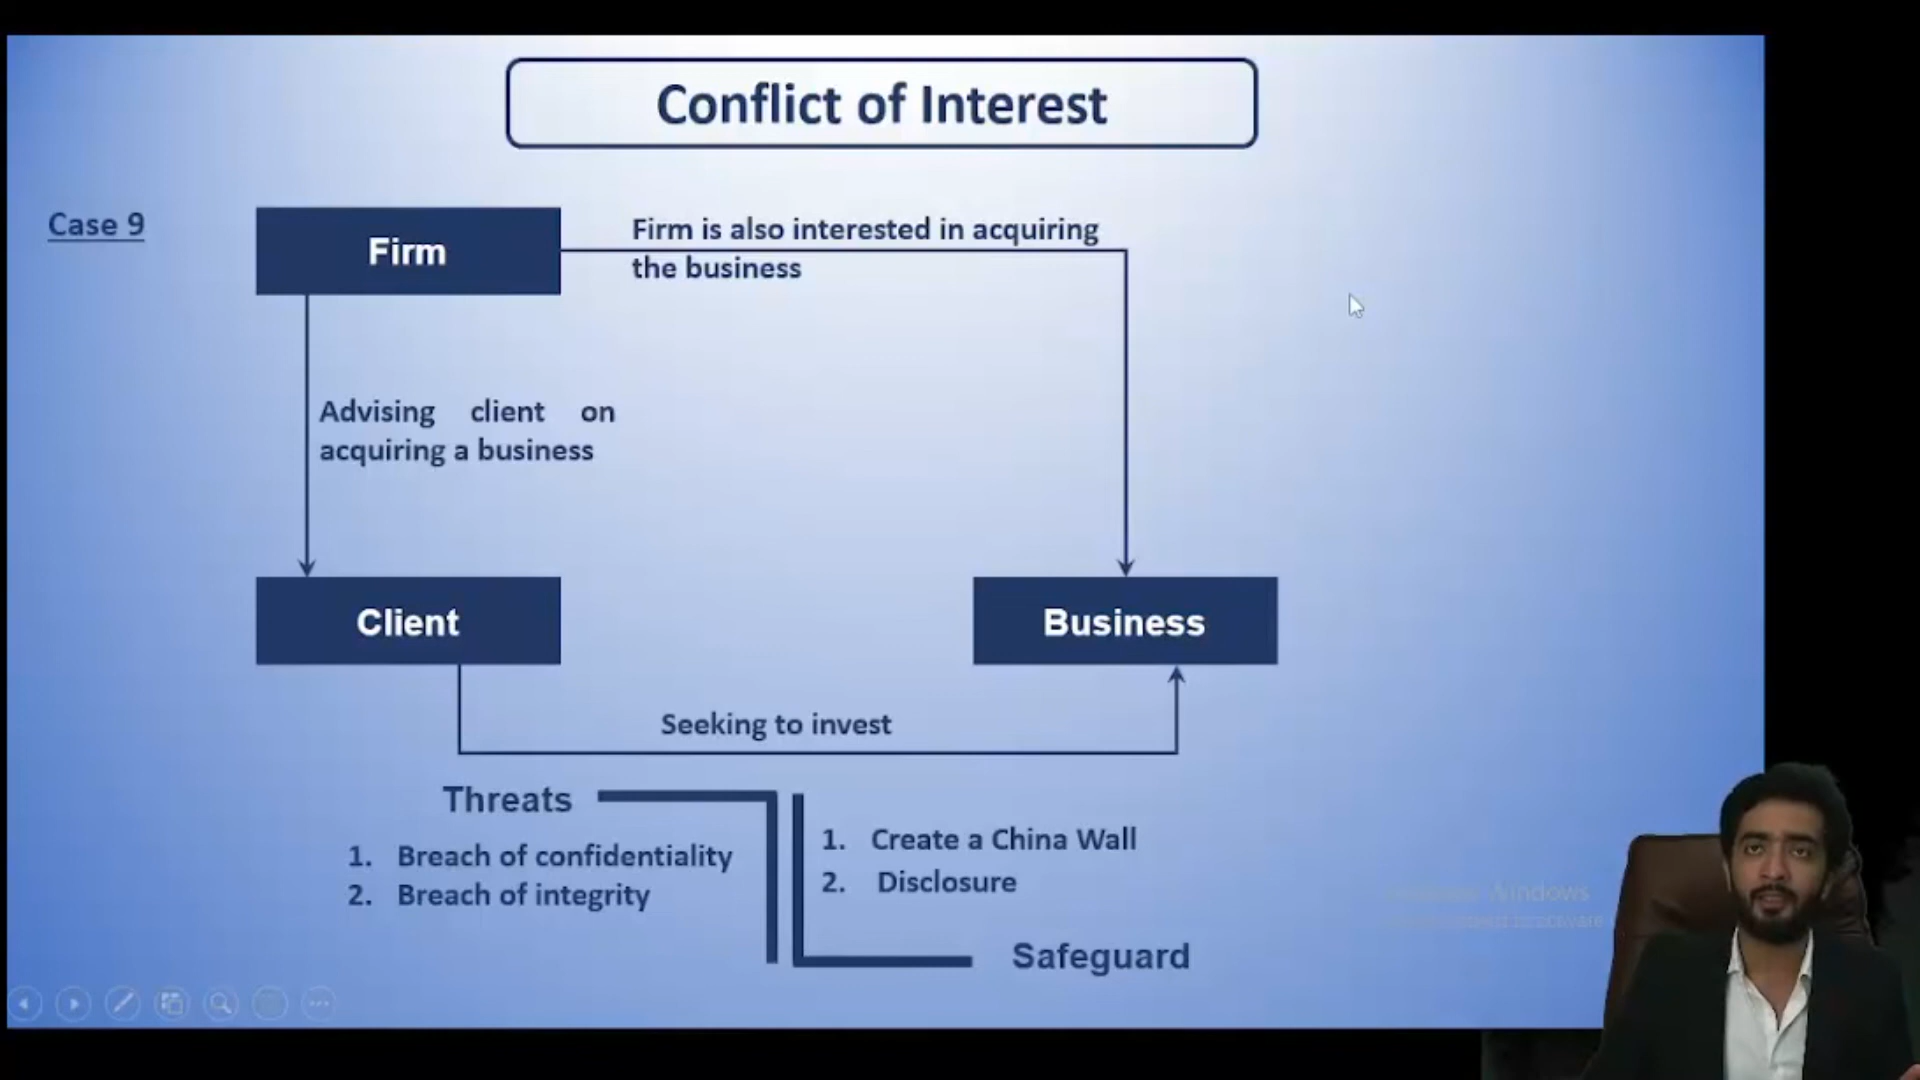 Conflict of Interest
Case 9
Firm
Firm is also interested in acquiring
the business
Advising client on
acquiring a business
Client
Business
Seeking to invest
Threats
1. Breach of confidentiality
2. Breach of integrity
1. Create a China Wall
2. Disclosure
Safeguard
Windows